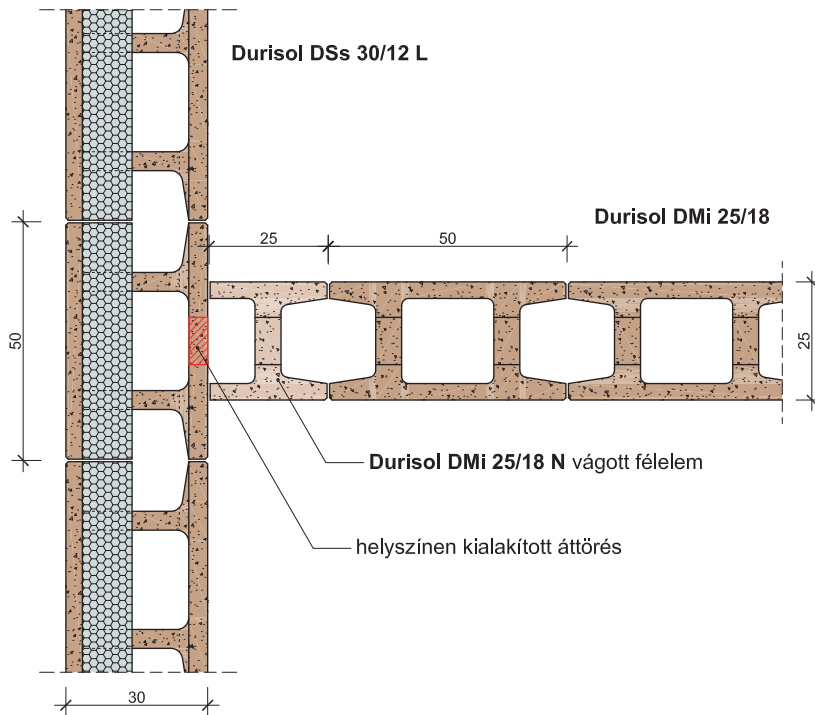 Durisol DSs 30/12 L
Durisol DMi 25/18
25
50
50
25
Durisol DMi 25/18 N vágott félelem
helyszínen kialakított áttörés
30